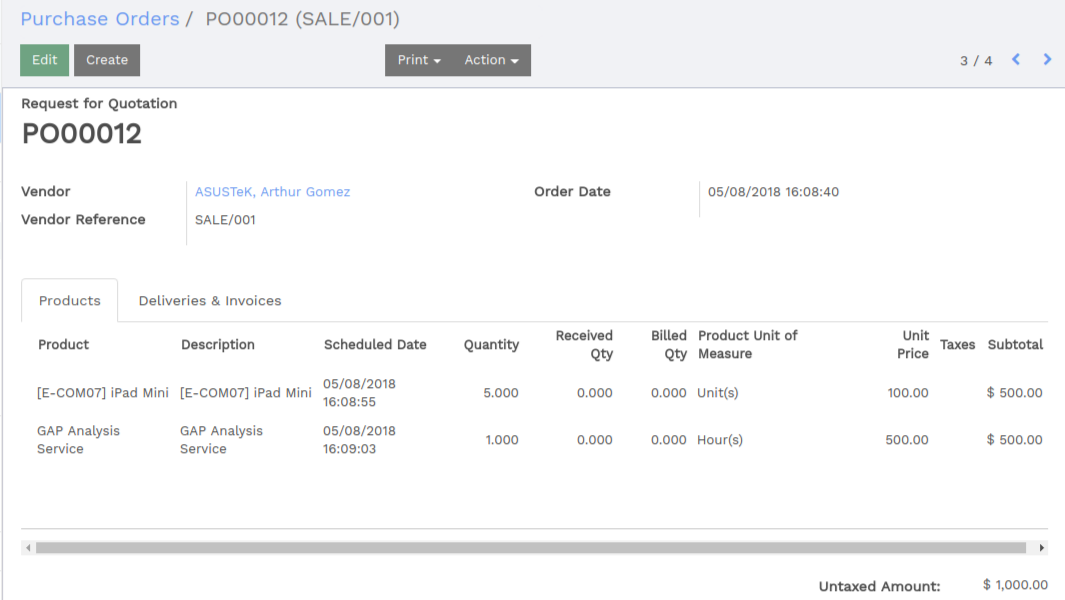 Purchase Orders / PO00012 (SALE/001)
Edit Create Print Action 3 / 4
Request for Quotation
PO00012
Vendor ASUSTeK, Arthur Gomez Order Date 05/08/2018 16:08:40
Vendor Reference SALE/001
Products Deliveries & Invoices
Product Description Scheduled Date Quantity Received Qty Billed Qty Product Unit of Measure Unit Price Taxes Subtotal
[E-COM07] iPad Mini [E-COM07] iPad Mini 05/08/2018 16:08:55 5.000 0.000 0.000 Unit(s) 100.00 $ 500.00
GAP Analysis Service GAP Analysis Service 05/08/2018 16:09:03 1.000 0.000 0.000 Hour(s) 500.00 $ 500.00
Untaxed Amount: $ 1,000.00